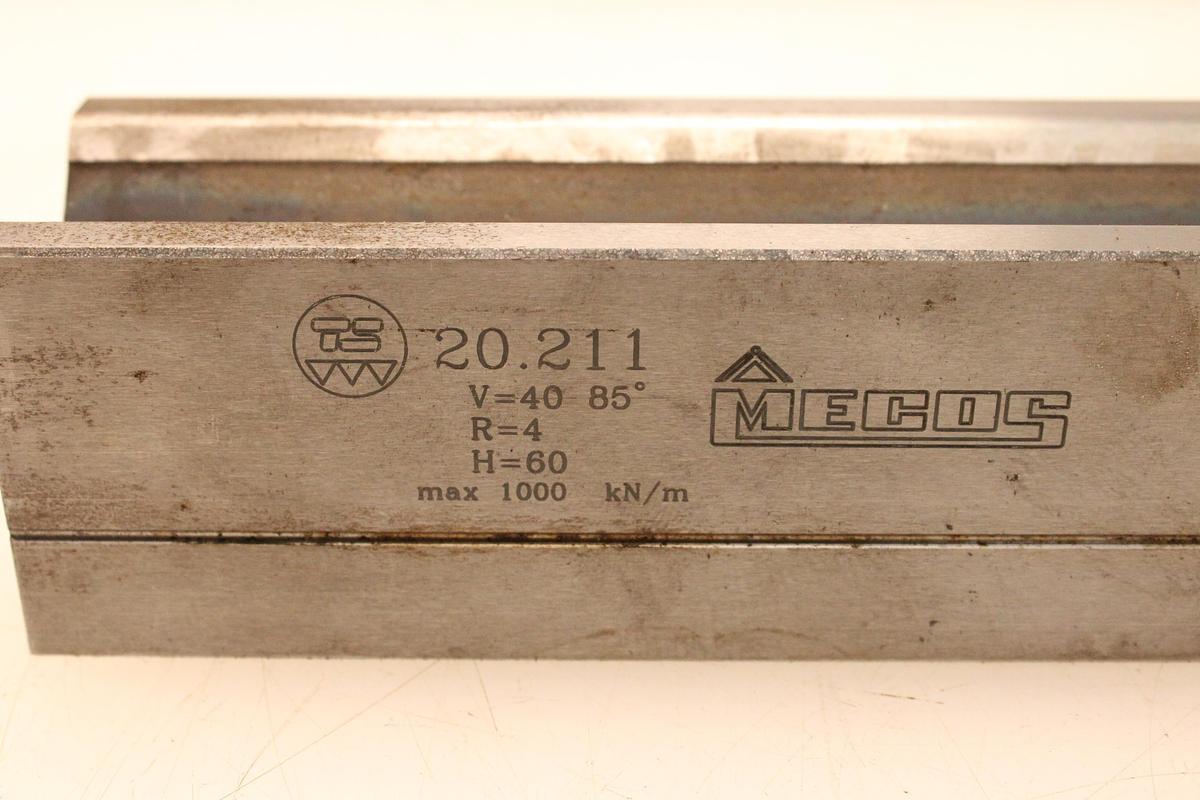 TS
20.211
V=40 85°
R=4
H=60
max 1000 kN/m
MECOS